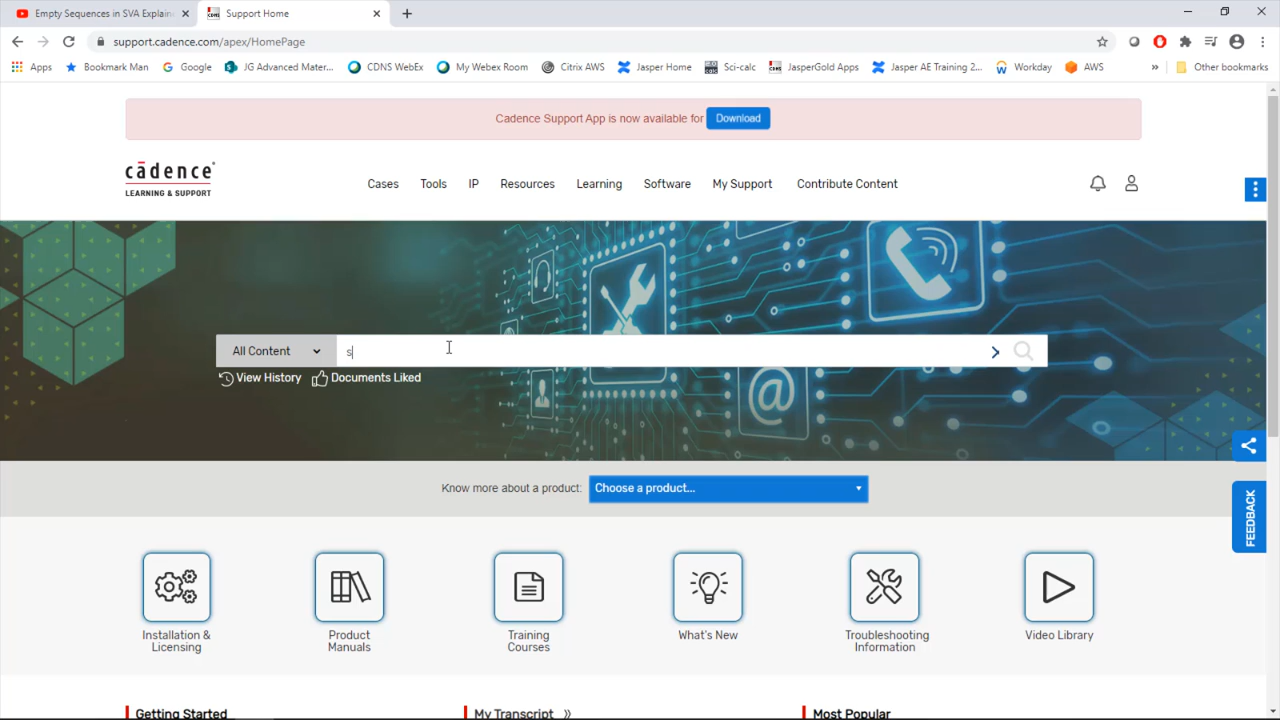 Empty Sequences in SVA Explain
Support Home
support.cadence.com/apex/HomePage
Apps Bookmark Man Google JG Advanced Mater... CDNS WebEx My Webex Room Citrix AWS Jasper Home Sci-calc JasperGold Apps Jasper AE Training 2... Workday AWS » Other bookmarks
Cadence Support App is now available for Download
cādence®
LEARNING & SUPPORT
Cases Tools IP Resources Learning Software My Support Contribute Content
All Content s
View History Documents Liked
Know more about a product: Choose a product...
FEEDBACK
Installation & Licensing
Product Manuals
Training Courses
What's New
Troubleshooting Information
Video Library
Getting Started My Transcript » Most Popular